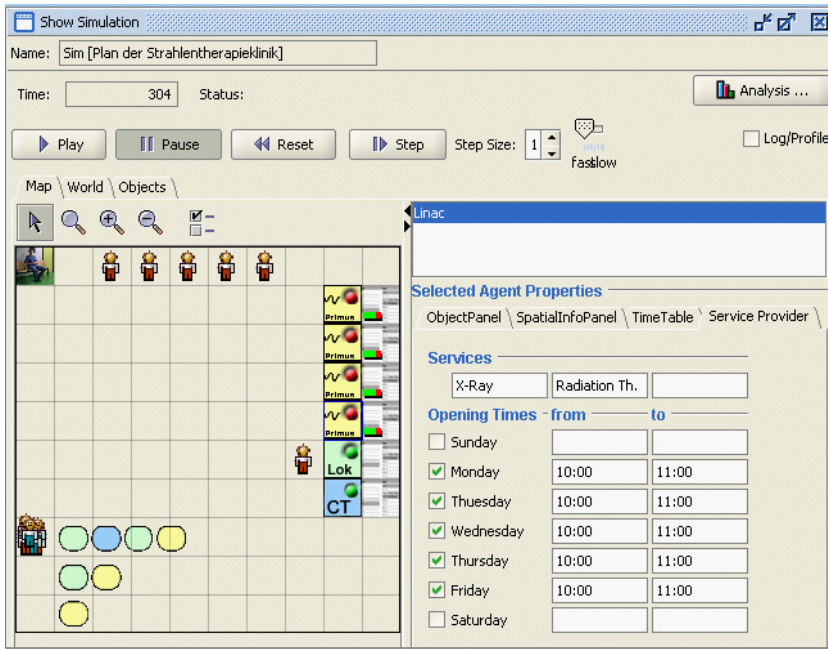 Show Simulation
Name: Sim [Plan der Strahlentherapieklinik]
Time: 304 Status: Analysis ...
Play Pause Reset Step Step Size: 1 Log/Profile
fast slow
Map World Objects
Linac
Selected Agent Properties
ObjectPanel SpatialInfoPanel TimeTable Service Provider
Services
X-Ray Radiation Th.
Opening Times from to
Sunday
Monday 10:00 11:00
Thuesday 10:00 11:00
Wednesday 10:00 11:00
Thursday 10:00 11:00
Friday 10:00 11:00
Saturday
Primus
Primus
Primus
Primus
Lok
CT